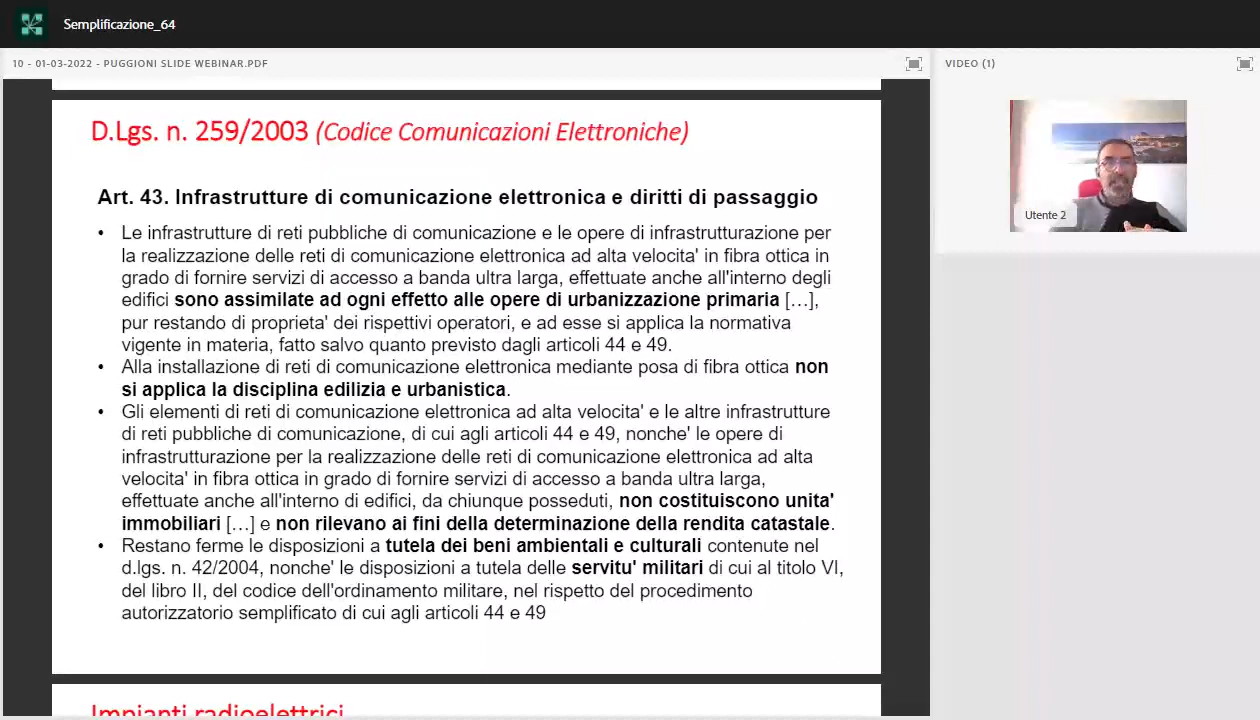 Semplificazione_64
10 - 01-03-2022 - PUGGIONI SLIDE WEBINAR.PDF
VIDEO (1)
D.Lgs. n. 259/2003 (Codice Comunicazioni Elettroniche)
Art. 43. Infrastrutture di comunicazione elettronica e diritti di passaggio
• Le infrastrutture di reti pubbliche di comunicazione e le opere di infrastrutturazione per
la realizzazione delle reti di comunicazione elettronica ad alta velocita' in fibra ottica in
grado di fornire servizi di accesso a banda ultra larga, effettuate anche all'interno degli
edifici sono assimilate ad ogni effetto alle opere di urbanizzazione primaria […],
pur restando di proprieta' dei rispettivi operatori, e ad esse si applica la normativa
vigente in materia, fatto salvo quanto previsto dagli articoli 44 e 49.
• Alla installazione di reti di comunicazione elettronica mediante posa di fibra ottica non
si applica la disciplina edilizia e urbanistica.
• Gli elementi di reti di comunicazione elettronica ad alta velocita' e le altre infrastrutture
di reti pubbliche di comunicazione, di cui agli articoli 44 e 49, nonche' le opere di
infrastrutturazione per la realizzazione delle reti di comunicazione elettronica ad alta
velocita' in fibra ottica in grado di fornire servizi di accesso a banda ultra larga,
effettuate anche all'interno di edifici, da chiunque posseduti, non costituiscono unita'
immobiliari […] e non rilevano ai fini della determinazione della rendita catastale.
• Restano ferme le disposizioni a tutela dei beni ambientali e culturali contenute nel
d.lgs. n. 42/2004, nonche' le disposizioni a tutela delle servitu' militari di cui al titolo VI,
del libro II, del codice dell'ordinamento militare, nel rispetto del procedimento
autorizzatorio semplificato di cui agli articoli 44 e 49
Impianti radioelettrici
Utente 2